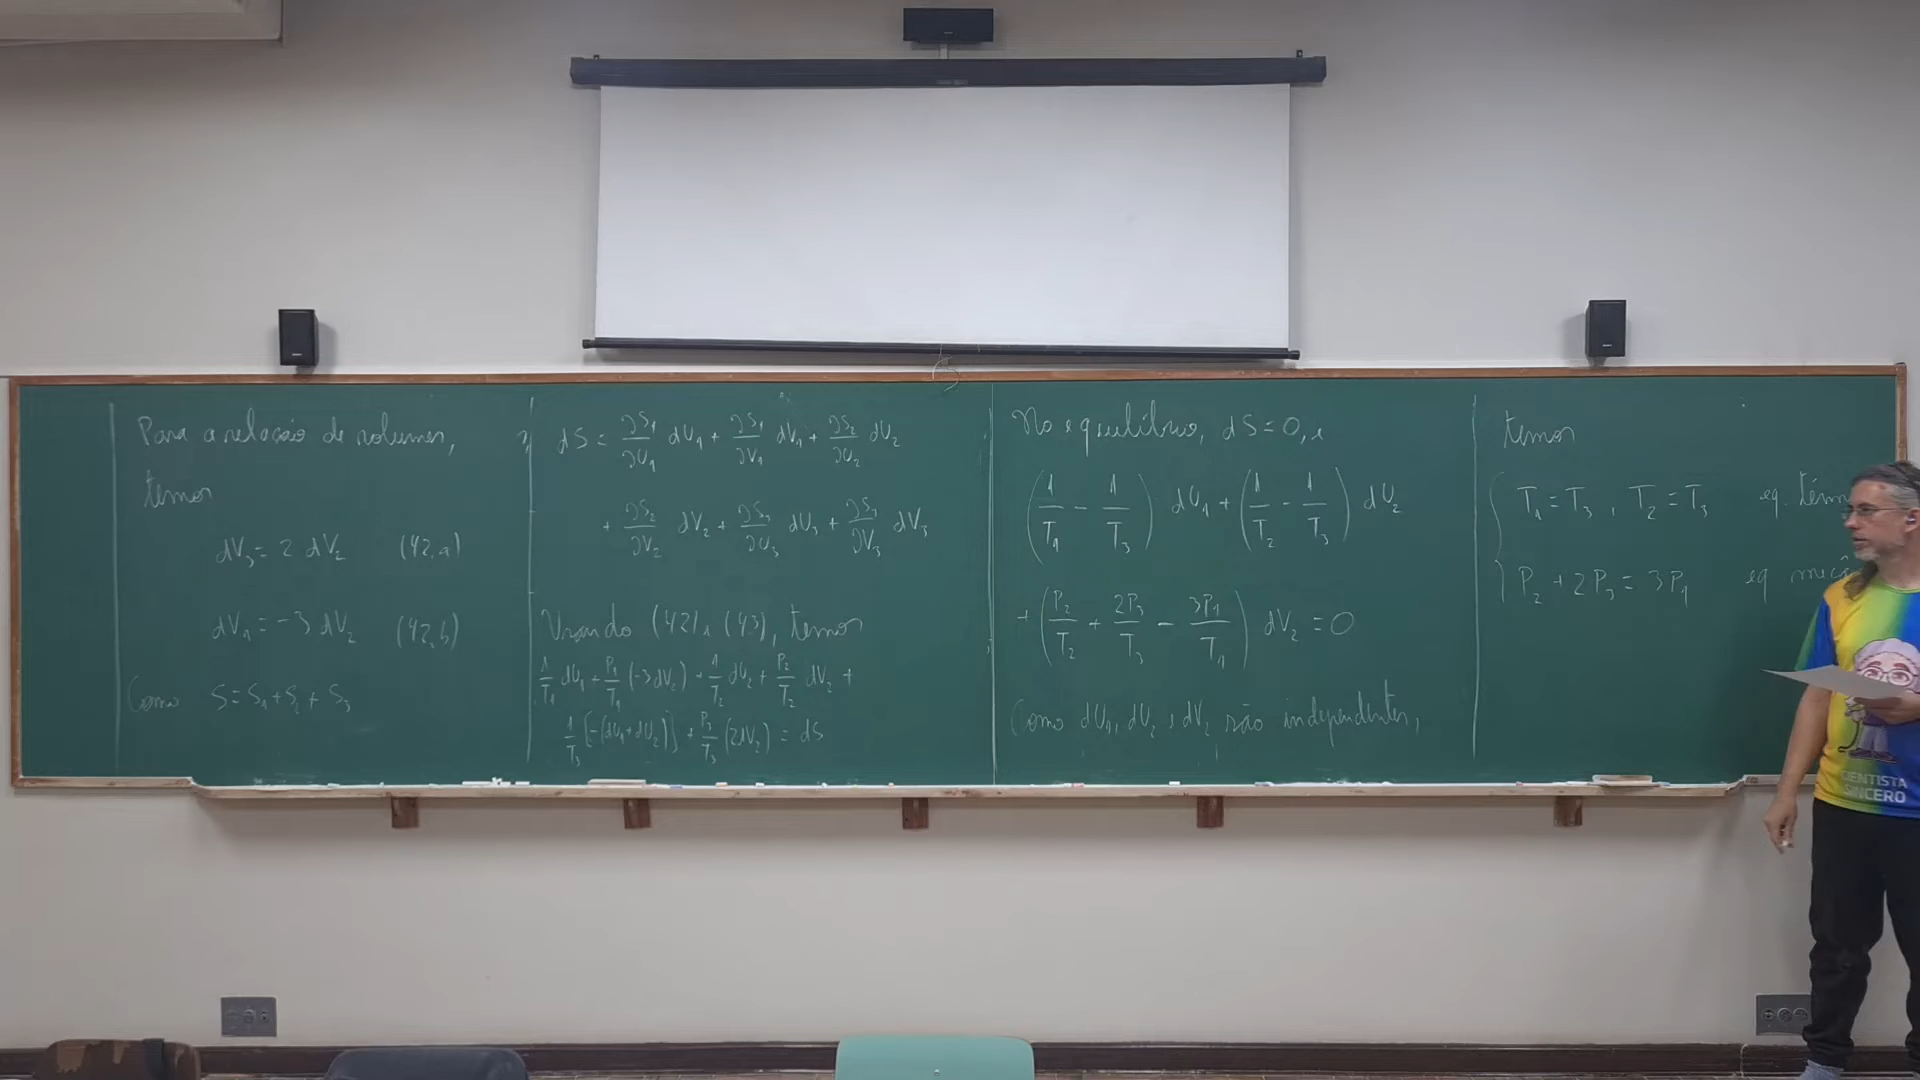 Para a relação de volumes,
temos
dV₃ = 2 dV₂ (42,a)
dV₁ = -3 dV₂ (42,b)
Como S = S₁ + S₂ + S₃
dS = ∂S₁/∂U₁ dU₁ + ∂S₁/∂V₁ dV₁ + ∂S₂/∂U₂ dU₂
+ ∂S₂/∂V₂ dV₂ + ∂S₃/∂U₃ dU₃ + ∂S₃/∂V₃ dV₃
Usando (42) e (43), temos
1/T₁ dU₁ + P₁/T₁ (-3dV₂) + 1/T₂ dU₂ + P₂/T₂ dV₂ +
1/T₃ [-(dU₁+dU₂)] + P₃/T₃ (2dV₂) = dS
No equilíbrio, dS = 0, e
(1/T₁ - 1/T₃) dU₁ + (1/T₂ - 1/T₃) dU₂
+ (P₂/T₂ + 2P₃/T₃ - 3P₁/T₁) dV₂ = 0
Como dU₁, dU₂ e dV₂ são independentes,
temos
T₁ = T₃ , T₂ = T₃ eq. térm
P₂ + 2P₃ = 3P₁ eq mecâ
CIENTISTA
SINCERO